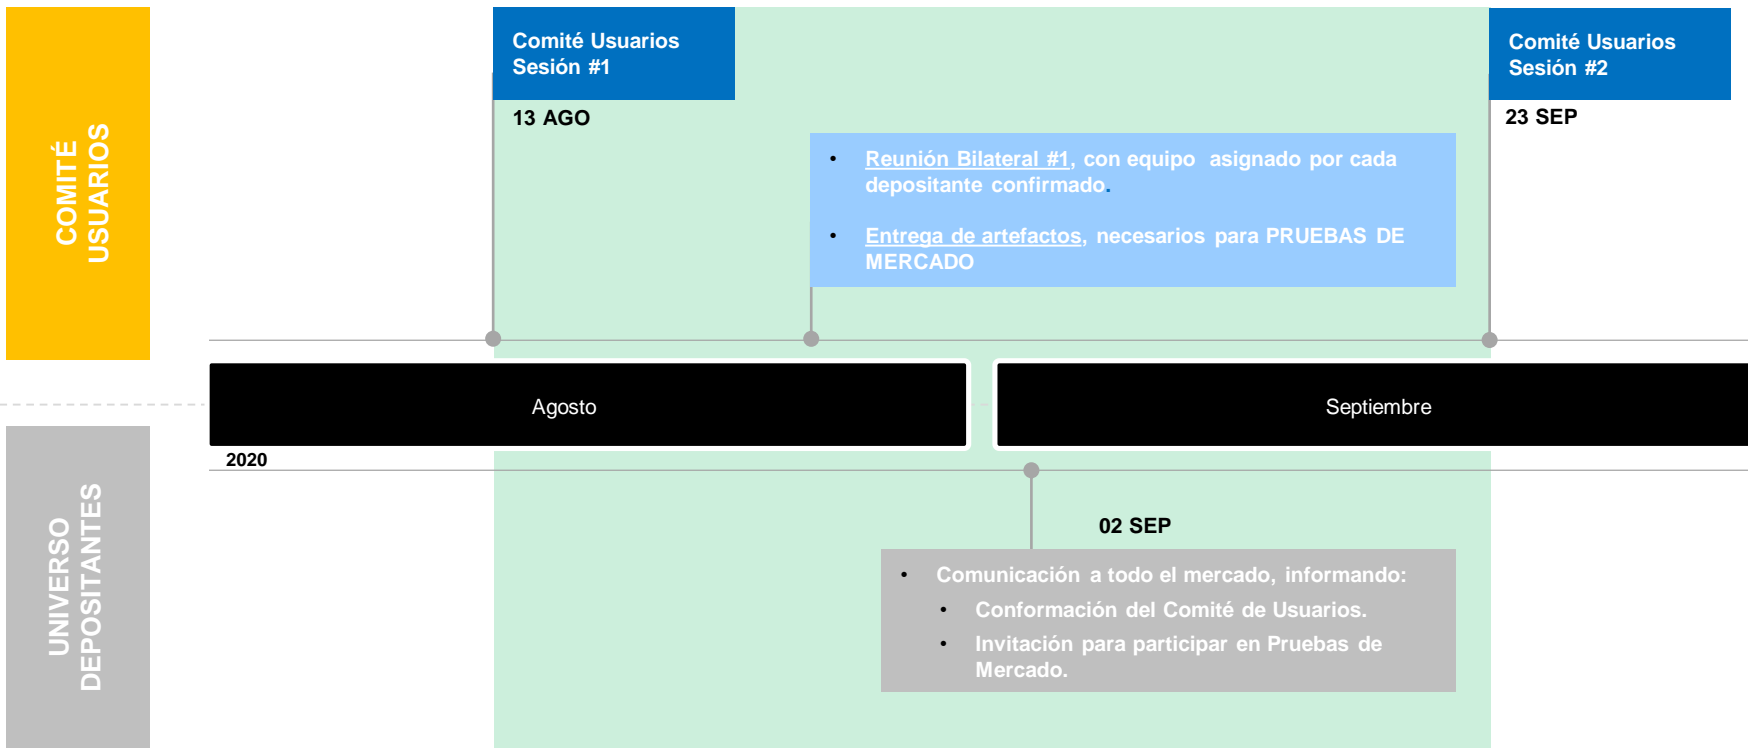 COMITÉ
USUARIOS
Comité Usuarios
Sesión #1
13 AGO
Comité Usuarios
Sesión #2
23 SEP
• Reunión Bilateral #1, con equipo asignado por cada
depositante confirmado.
• Entrega de artefactos, necesarios para PRUEBAS DE
MERCADO
Agosto
Septiembre
2020
UNIVERSO
DEPOSITANTES
02 SEP
• Comunicación a todo el mercado, informando:
• Conformación del Comité de Usuarios.
• Invitación para participar en Pruebas de
Mercado.